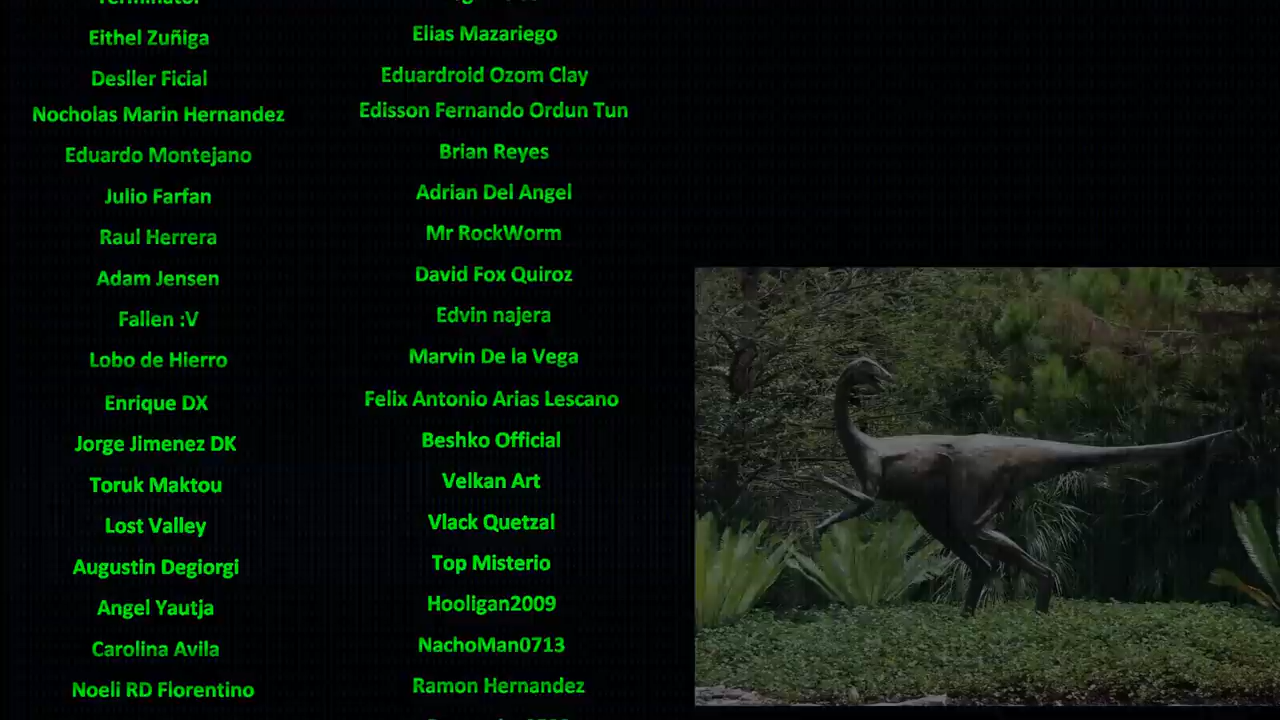 Terminator
Eithel Zuñiga
Desller Ficial
Nocholas Marin Hernandez
Eduardo Montejano
Julio Farfan
Raul Herrera
Adam Jensen
Fallen :V
Lobo de Hierro
Enrique DX
Jorge Jimenez DK
Toruk Maktou
Lost Valley
Augustin Degiorgi
Angel Yautja
Carolina Avila
Noeli RD Florentino
Elias Mazariego
Eduardroid Ozom Clay
Edisson Fernando Ordun Tun
Brian Reyes
Adrian Del Angel
Mr RockWorm
David Fox Quiroz
Edvin najera
Marvin De la Vega
Felix Antonio Arias Lescano
Beshko Official
Velkan Art
Vlack Quetzal
Top Misterio
Hooligan2009
NachoMan0713
Ramon Hernandez